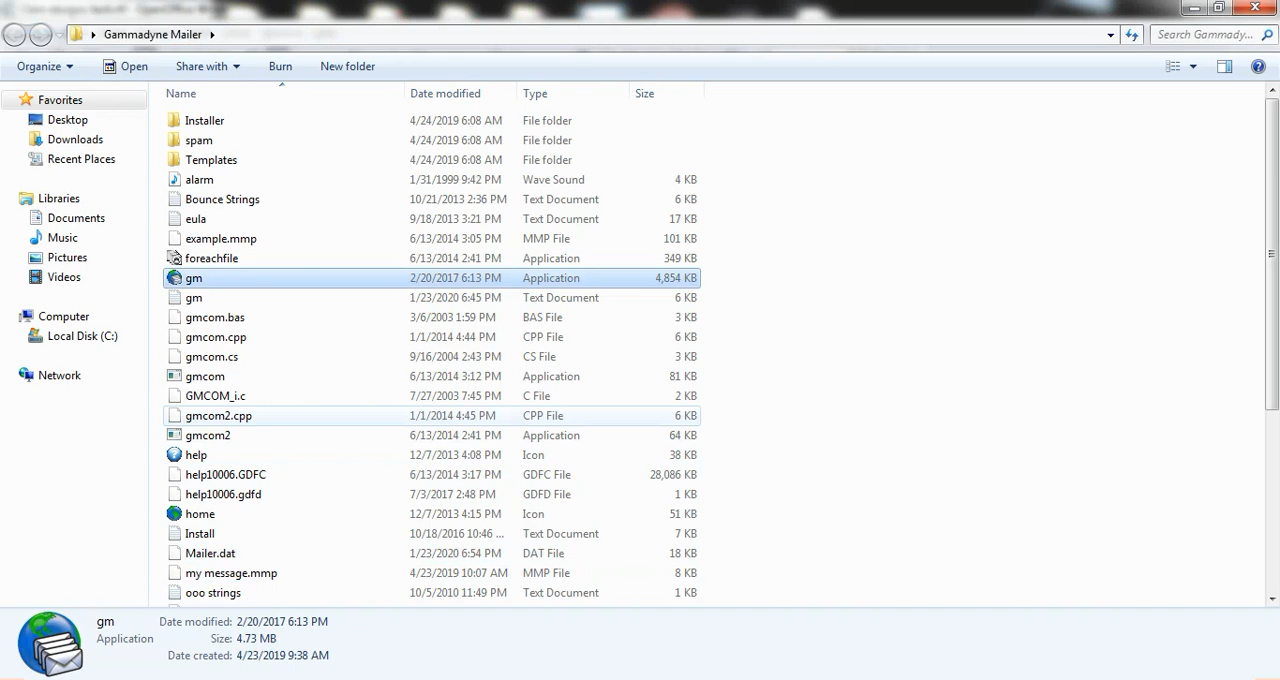 Gammadyne Mailer
Search Gammady...
Organize Open Share with Burn New folder
Name Date modified Type Size
Favorites
Desktop
Downloads
Recent Places
Libraries
Documents
Music
Pictures
Videos
Computer
Local Disk (C:)
Network
Installer 4/24/2019 6:08 AM File folder
spam 4/24/2019 6:08 AM File folder
Templates 4/24/2019 6:08 AM File folder
alarm 1/31/1999 9:42 PM Wave Sound 4 KB
Bounce Strings 10/21/2013 2:36 PM Text Document 6 KB
eula 9/18/2013 3:21 PM Text Document 17 KB
example.mmp 6/13/2014 3:05 PM MMP File 101 KB
foreachfile 6/13/2014 2:41 PM Application 349 KB
gm 2/20/2017 6:13 PM Application 4,854 KB
gm 1/23/2020 6:45 PM Text Document 6 KB
gmcom.bas 3/6/2003 1:59 PM BAS File 3 KB
gmcom.cpp 1/1/2014 4:44 PM CPP File 6 KB
gmcom.cs 9/16/2004 2:43 PM CS File 3 KB
gmcom 6/13/2014 3:12 PM Application 81 KB
GMCOM_i.c 7/27/2003 7:45 PM C File 2 KB
gmcom2.cpp 1/1/2014 4:45 PM CPP File 6 KB
gmcom2 6/13/2014 2:41 PM Application 64 KB
help 12/7/2013 4:08 PM Icon 38 KB
help10006.GDFC 6/13/2014 3:17 PM GDFC File 28,086 KB
help10006.gdfd 7/3/2017 2:48 PM GDFD File 1 KB
home 12/7/2013 4:15 PM Icon 51 KB
Install 10/18/2016 10:46 ... Text Document 7 KB
Mailer.dat 1/23/2020 6:54 PM DAT File 18 KB
my message.mmp 4/23/2019 10:07 AM MMP File 8 KB
ooo strings 10/5/2010 11:49 PM Text Document 1 KB
gm Date modified: 2/20/2017 6:13 PM
Application Size: 4.73 MB
Date created: 4/23/2019 9:38 AM